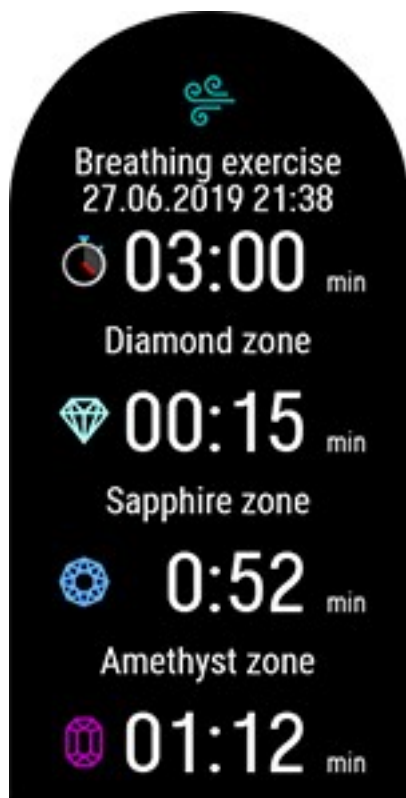 Breathing exercise
27.06.2019 21:38
03:00 min
Diamond zone
00:15 min
Sapphire zone
0:52 min
Amethyst zone
01:12 min